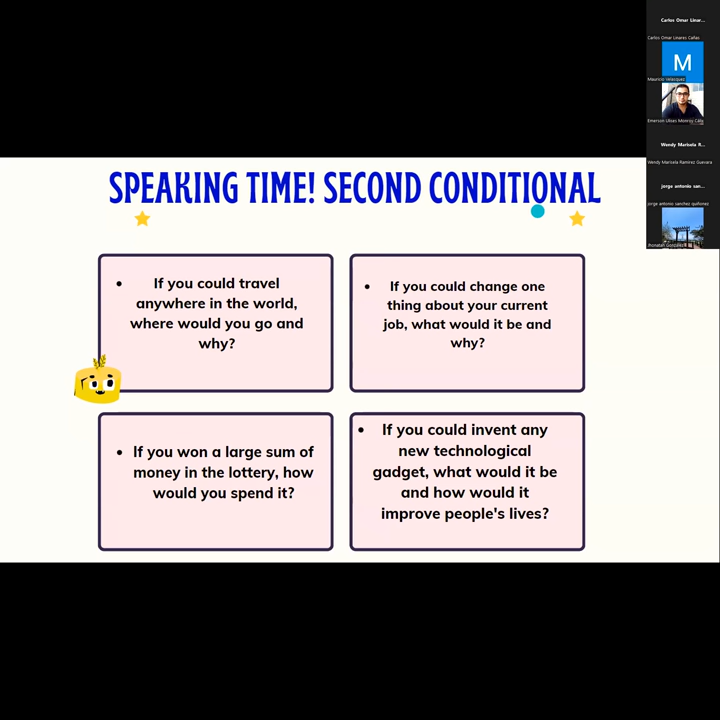 Carlos Omar Linar...
Carlos Omar Linares Cañas
M
Mauricio Velasquez
Emerson Ulises Monroy Cáliz
Wendy Marisela R...
Wendy Marisela Ramirez Guevara
jorge antonio san...
jorge antonio sanchez quiñonez
Jhonatan Gonzalez
SPEAKING TIME! SECOND CONDITIONAL
• If you could travel
anywhere in the world,
where would you go and
why?
• If you could change one
thing about your current
job, what would it be and
why?
• If you won a large sum of
money in the lottery, how
would you spend it?
• If you could invent any
new technological
gadget, what would it be
and how would it
improve people's lives?